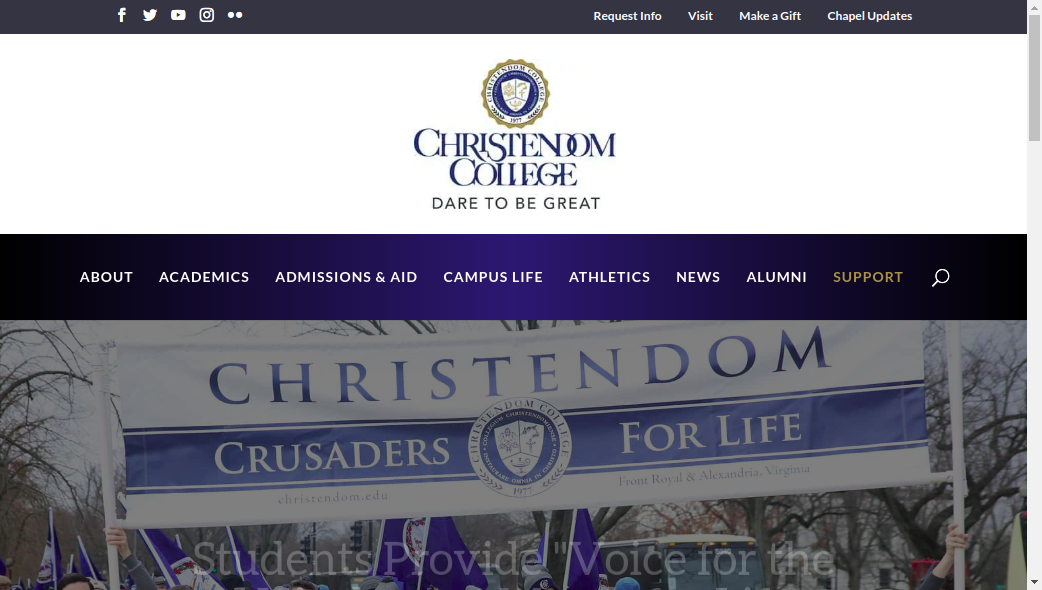 Request Info Visit Make a Gift Chapel Updates
CHRISTENDOM COLLEGE
1977
CHRISTENDOM
COLLEGE
DARE TO BE GREAT
ABOUT ACADEMICS ADMISSIONS & AID CAMPUS LIFE ATHLETICS NEWS ALUMNI SUPPORT
CHRISTENDOM
CRUSADERS FOR LIFE
CHRISTENDOM COLLEGE
1977
christendom.edu
Front Royal & Alexandria, Virginia
Students Provide "Voice for the